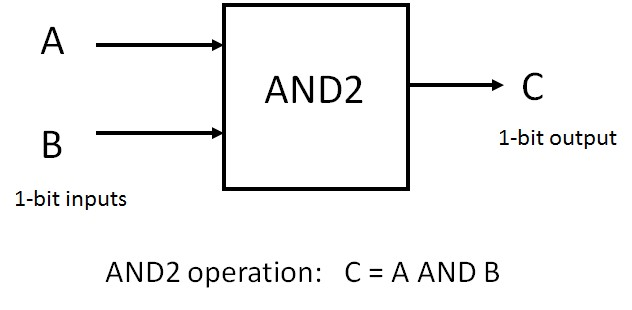 A
AND2
C
B
1-bit output
1-bit inputs
AND2 operation: C = A AND B